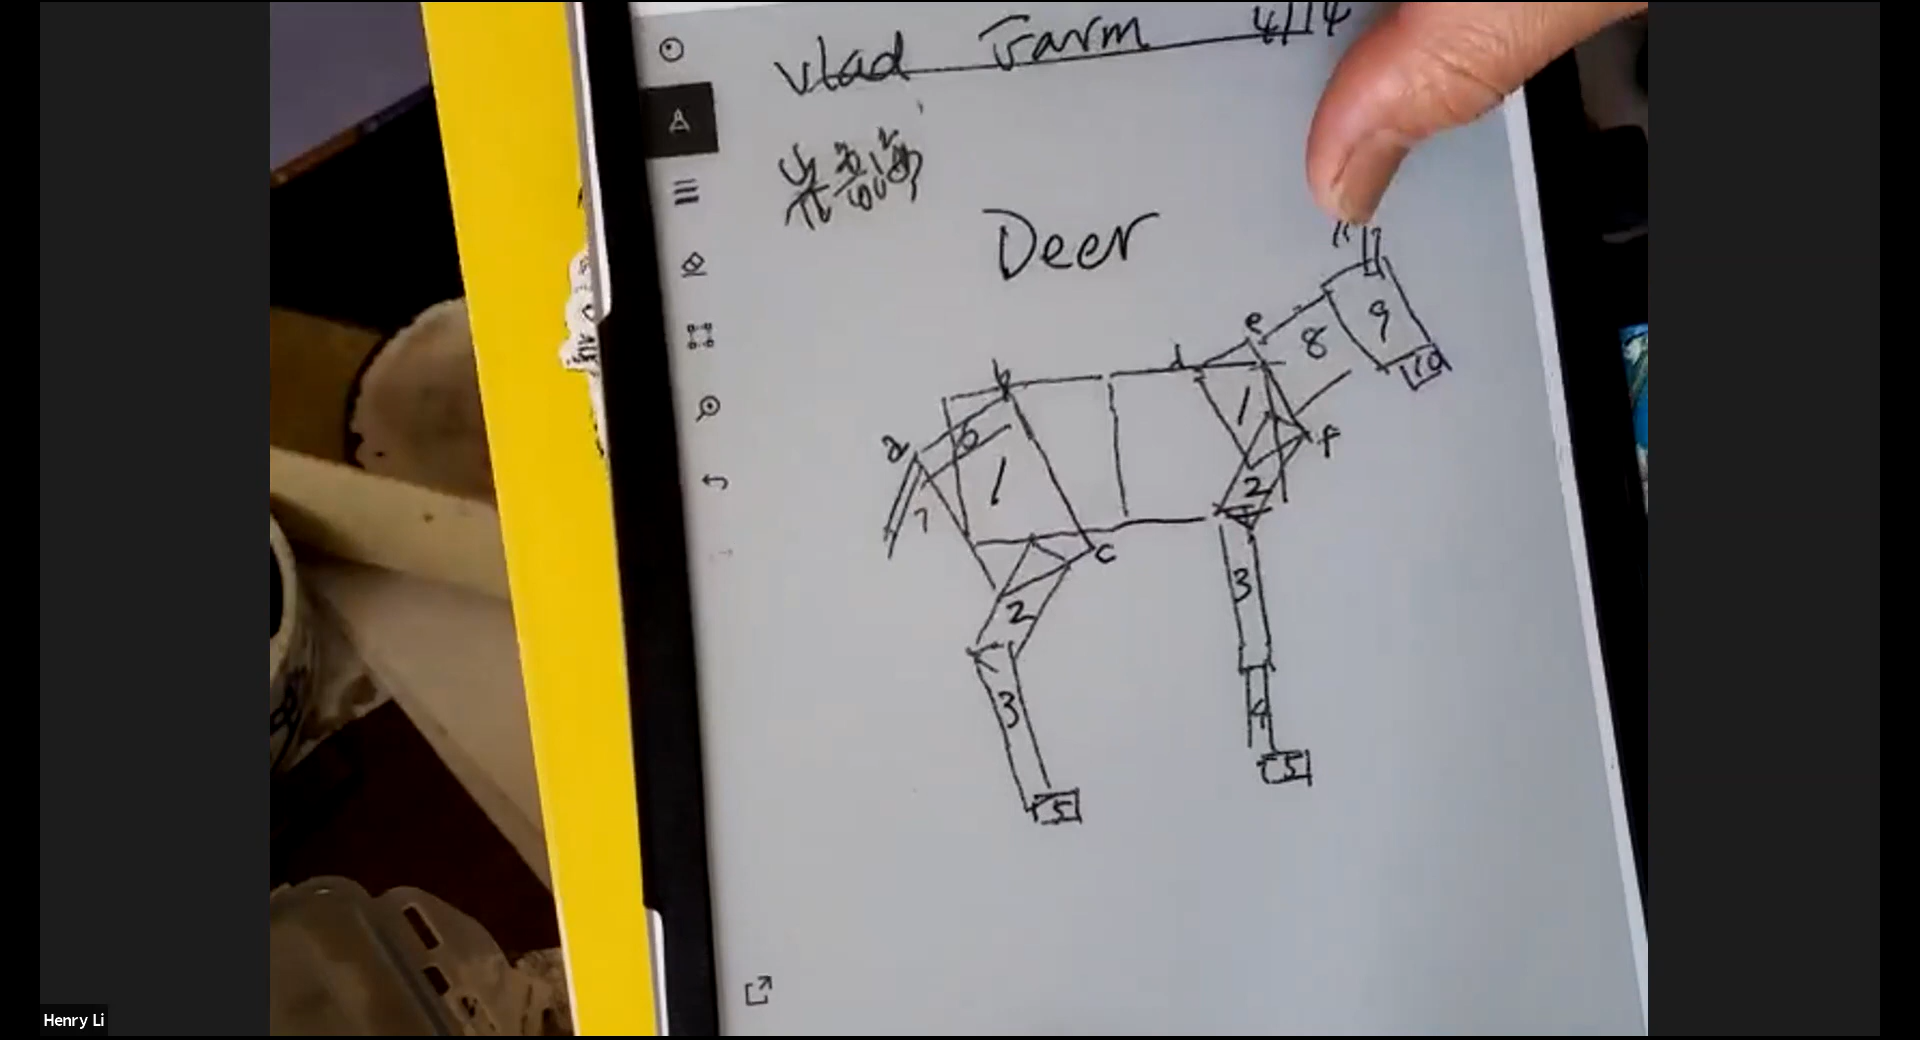 Vlad Farm 4/14
Deer
11
b d e 8 9
10
a 6 1 1 f
7 2
c
2 3
3 4
5
5
Henry Li